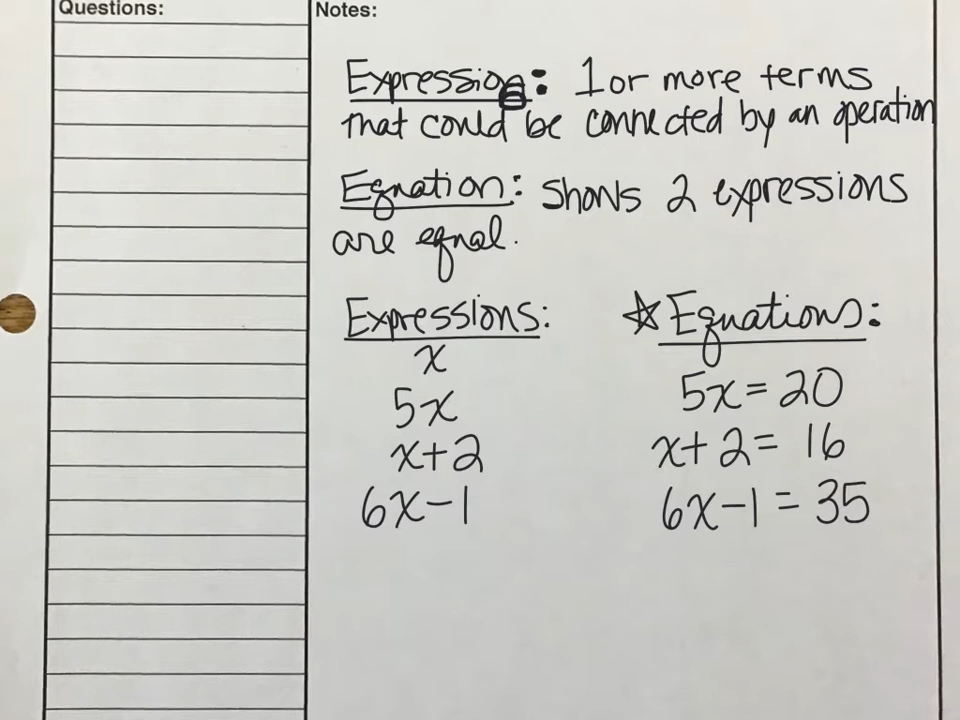 Questions:
Notes:
Expression: 1 or more terms
that could be connected by an operation
Equation: shows 2 expressions
are equal.
Expressions:
x
5x
x+2
6x-1
☆ Equations:
5x = 20
x+2 = 16
6x-1 = 35